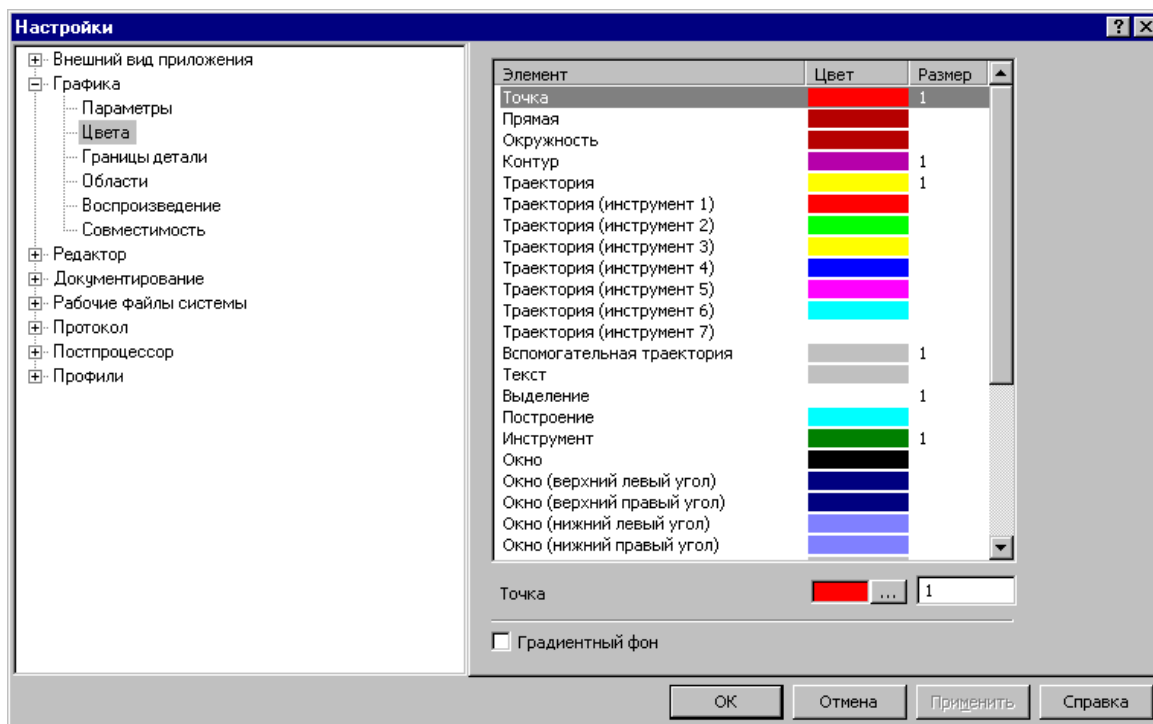 Настройки
Внешний вид приложения
Графика
Параметры
Цвета
Границы детали
Области
Воспроизведение
Совместимость
Редактор
Документирование
Рабочие файлы системы
Протокол
Постпроцессор
Профили
Элемент Цвет Размер
Точка 1
Прямая
Окружность
Контур 1
Траектория 1
Траектория (инструмент 1)
Траектория (инструмент 2)
Траектория (инструмент 3)
Траектория (инструмент 4)
Траектория (инструмент 5)
Траектория (инструмент 6)
Траектория (инструмент 7)
Вспомогательная траектория 1
Текст
Выделение 1
Построение
Инструмент 1
Окно
Окно (верхний левый угол)
Окно (верхний правый угол)
Окно (нижний левый угол)
Окно (нижний правый угол)
Точка ... 1
Градиентный фон
OK Отмена Применить Справка